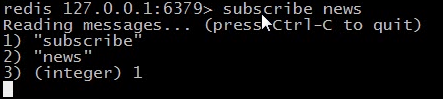 redis 127.0.0.1:6379> subscribe news
Reading messages... (press Ctrl-C to quit)
1) "subscribe"
2) "news"
3) (integer) 1